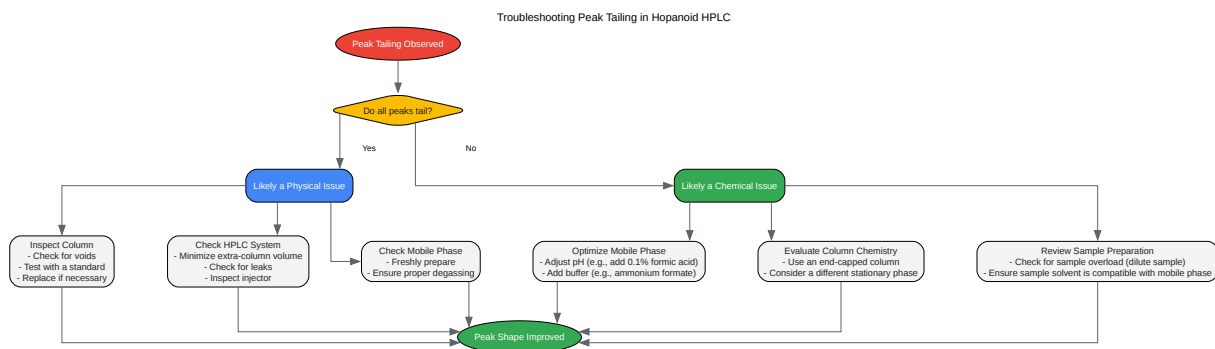 Troubleshooting Peak Tailing in Hopanoid HPLC
Peak Tailing Observed
Do all peaks tail?
Yes
No
Likely a Physical Issue
Likely a Chemical Issue
Inspect Column
- Check for voids
- Test with a standard
- Replace if necessary
Check HPLC System
- Minimize extra-column volume
- Check for leaks
- Inspect injector
Check Mobile Phase
- Freshly prepare
- Ensure proper degassing
Optimize Mobile Phase
- Adjust pH (e.g., add 0.1% formic acid)
- Add buffer (e.g., ammonium formate)
Evaluate Column Chemistry
- Use an end-capped column
- Consider a different stationary phase
Review Sample Preparation
- Check for sample overload (dilute sample)
- Ensure sample solvent is compatible with mobile phase
Peak Shape Improved